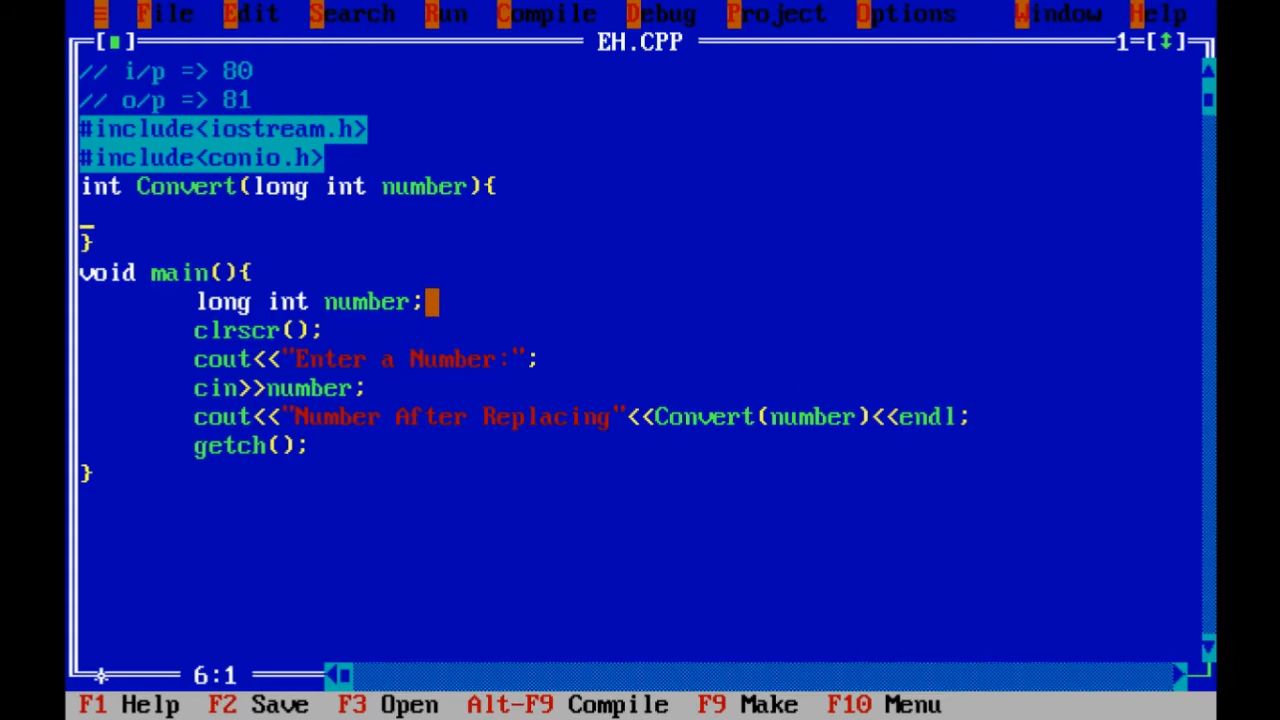 ≡ File Edit Search Run Compile Debug Project Options Window Help
[■] EH.CPP 1=[↕]
// i/p => 80
// o/p => 81
#include<iostream.h>
#include<conio.h>
int Convert(long int number){
}
void main(){
long int number;
clrscr();
cout<<"Enter a Number:";
cin>>number;
cout<<"Number After Replacing"<<Convert(number)<<endl;
getch();
}
6:1
F1 Help F2 Save F3 Open Alt-F9 Compile F9 Make F10 Menu